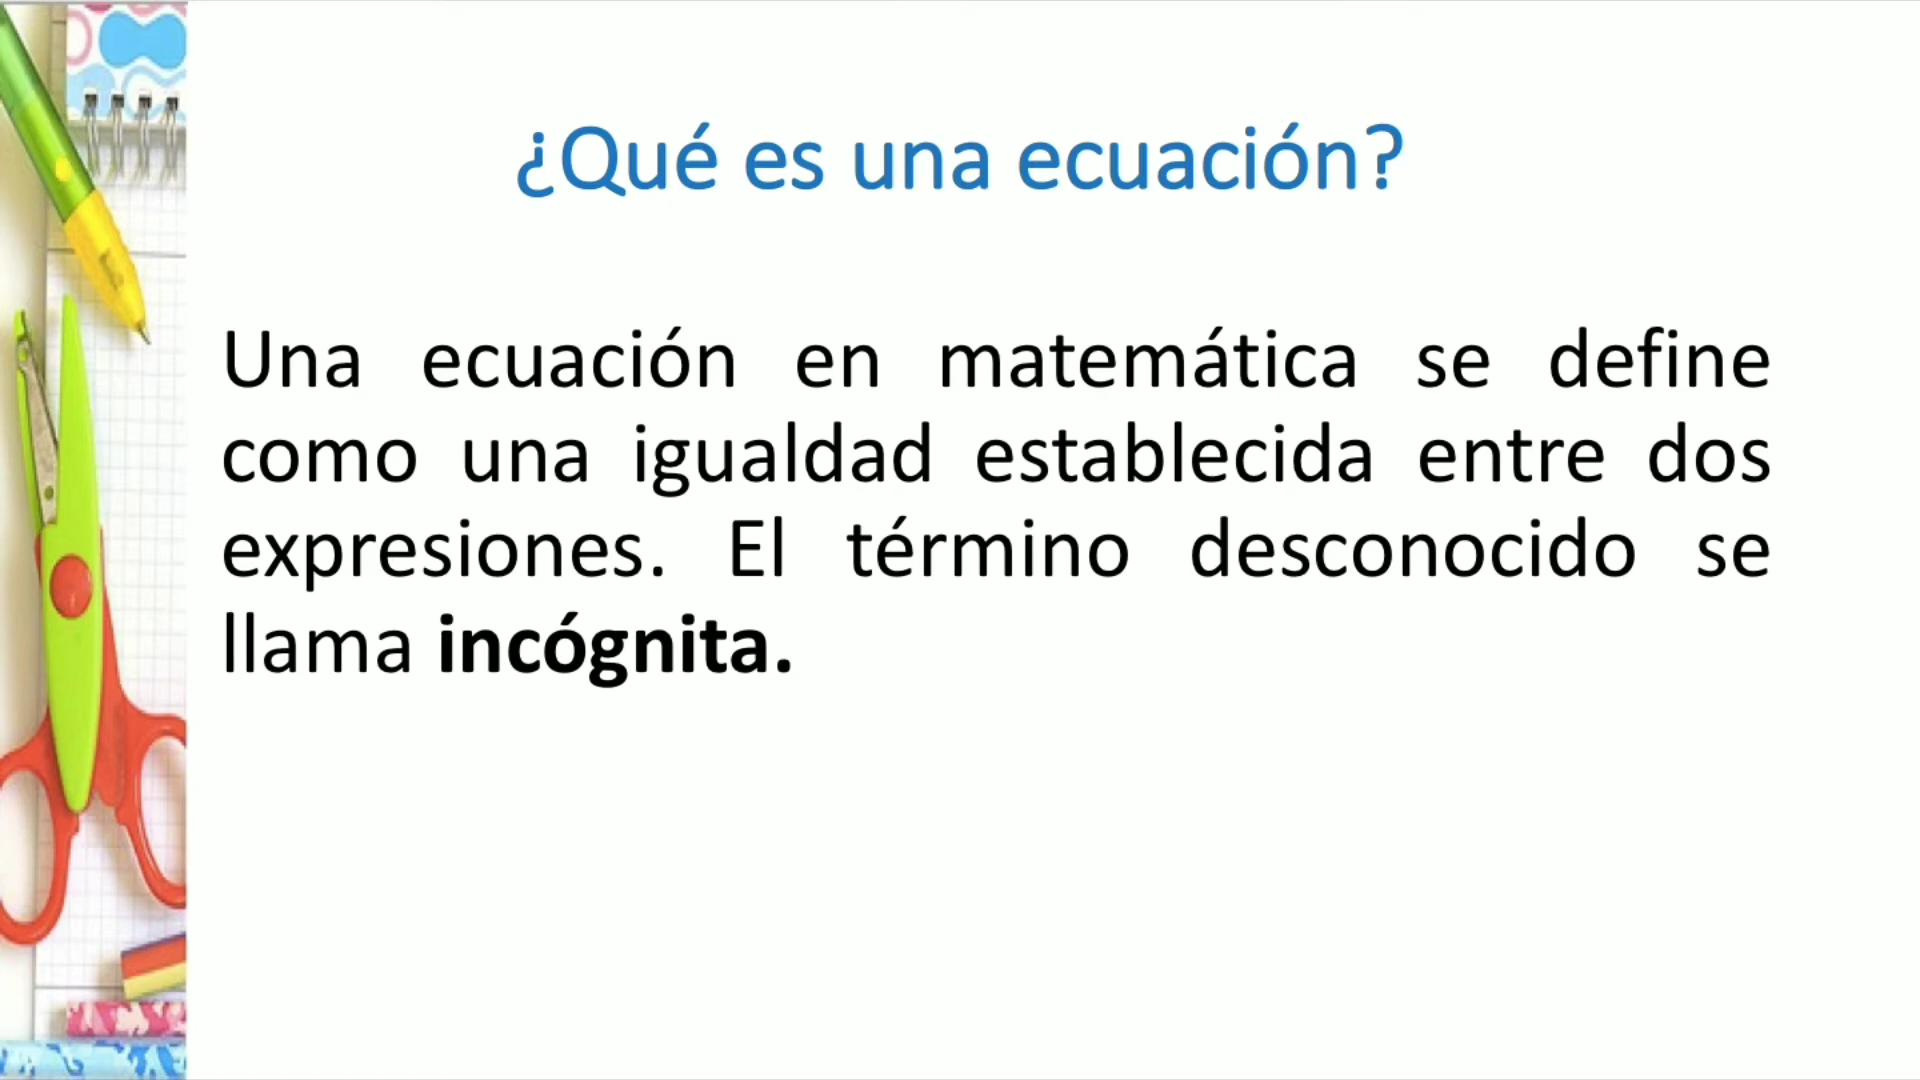 ¿Qué es una ecuación?
Una ecuación en matemática se define
como una igualdad establecida entre dos
expresiones. El término desconocido se
llama incógnita.